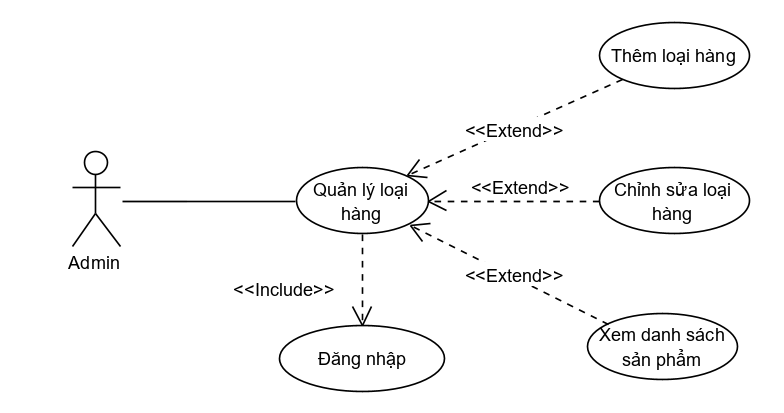 Thêm loại hàng
<<Extend>>
Quản lý loại
hàng
<<Extend>>
Chỉnh sửa loại
hàng
Admin
<<Extend>>
<<Include>>
Xem danh sách
sản phẩm
Đăng nhập